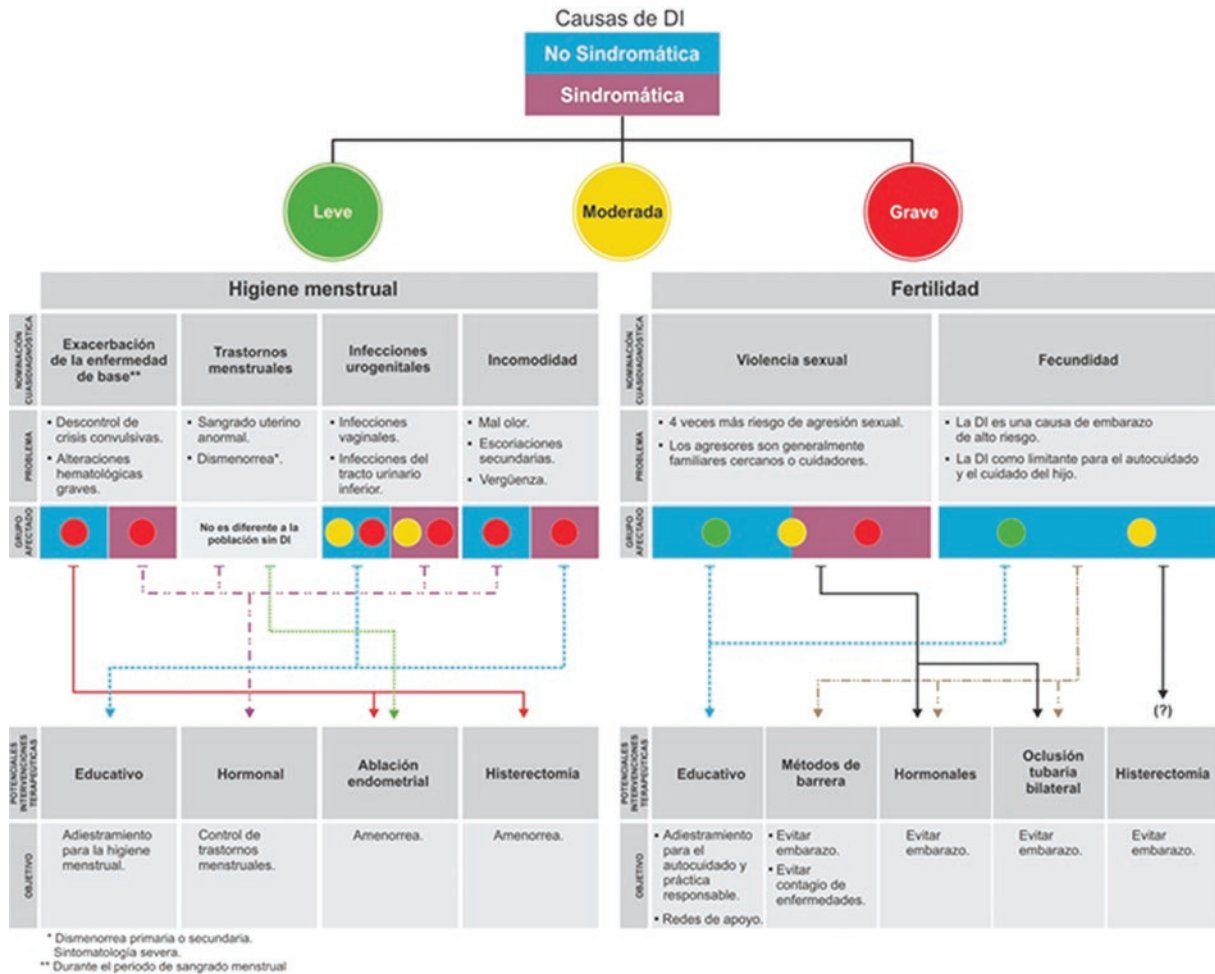 Causas de DI
No Sindromática
Sindromática
Leve
Moderada
Grave
Higiene menstrual
NOMINACIÓN
CUASIDIAGNÓSTICA
Exacerbación
de la enfermedad
de base**
Trastornos
menstruales
Infecciones
urogenitales
Incomodidad
PROBLEMA
▪ Descontrol de
crisis convulsivas.
▪ Alteraciones
hematológicas
graves.
▪ Sangrado uterino
anormal.
▪ Dismenorrea*.
▪ Infecciones
vaginales.
▪ Infecciones del
tracto urinario
inferior.
▪ Mal olor.
▪ Escoriaciones
secundarias.
▪ Vergüenza.
GRUPO
AFECTADO
No es diferente a la
población sin DI
POTENCIALES
INTERVENCIONES
TERAPEÚTICAS
Educativo
Hormonal
Ablación
endometrial
Histerectomía
OBJETIVO
Adiestramiento
para la higiene
menstrual.
Control de
trastornos
menstruales.
Amenorrea.
Amenorrea.
* Dismenorrea primaria o secundaria.
Sintomatología severa.
** Durante el periodo de sangrado menstrual
Fertilidad
NOMINACIÓN
CUASIDIAGNÓSTICA
Violencia sexual
Fecundidad
PROBLEMA
▪ 4 veces más riesgo de agresión sexual.
▪ Los agresores son generalmente
familiares cercanos o cuidadores.
▪ La DI es una causa de embarazo
de alto riesgo.
▪ La DI como limitante para el autocuidado
y el cuidado del hijo.
GRUPO
AFECTADO
(?)
POTENCIALES
INTERVENCIONES
TERAPEÚTICAS
Educativo
Métodos de
barrera
Hormonales
Oclusión
tubaria
bilateral
Histerectomía
OBJETIVO
▪ Adiestramiento
para el
autocuidado y
práctica
responsable.
▪ Redes de apoyo.
▪ Evitar
embarazo.
▪ Evitar
contagio de
enfermedades.
Evitar
embarazo.
Evitar
embarazo.
Evitar
embarazo.